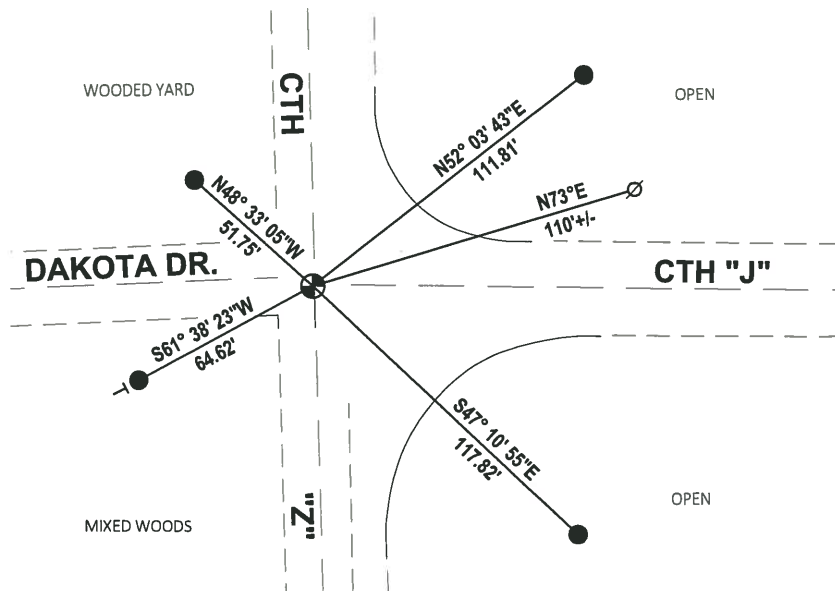 WOODED YARD
CTH
OPEN
N52° 03' 43"E
111.81'
N48° 33' 05"W
51.75'
N73°E
110'+/-
DAKOTA DR.
CTH "J"
S61° 38' 23"W
64.62'
S47° 10' 55"E
117.82'
"Z"
MIXED WOODS
OPEN